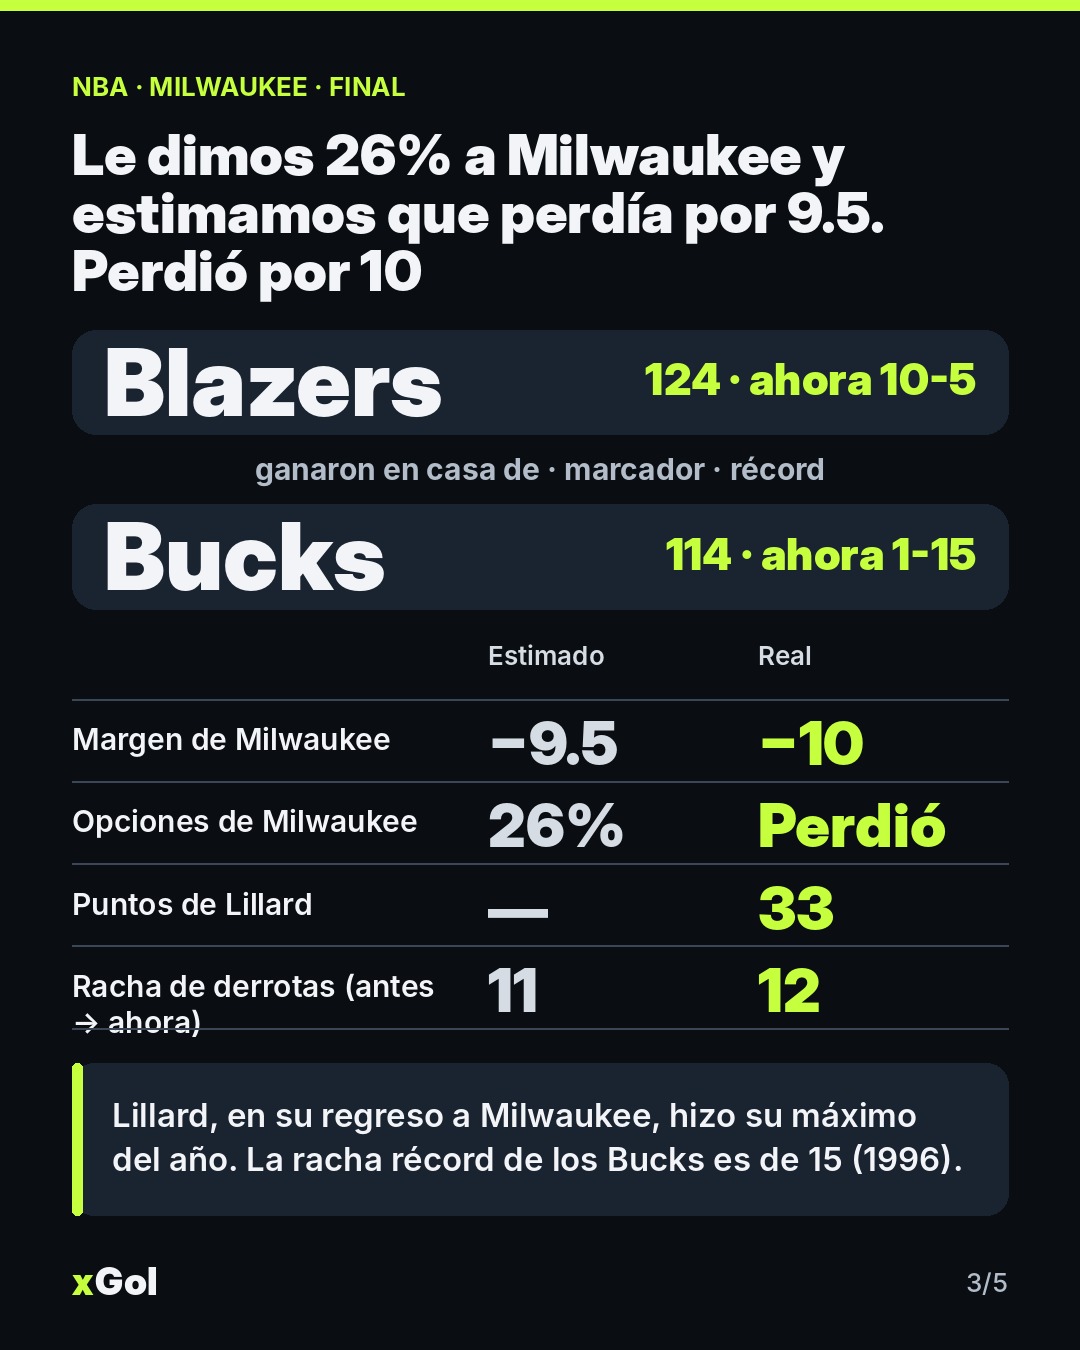 NBA · MILWAUKEE · FINAL
Le dimos 26% a Milwaukee y
estimamos que perdía por 9.5.
Perdió por 10
Blazers 124 · ahora 10-5
ganaron en casa de · marcador · récord
Bucks 114 · ahora 1-15
Estimado Real
Margen de Milwaukee −9.5 −10
Opciones de Milwaukee 26% Perdió
Puntos de Lillard — 33
Racha de derrotas (antes 11 12
→ ahora)
Lillard, en su regreso a Milwaukee, hizo su máximo
del año. La racha récord de los Bucks es de 15 (1996).
xGol 3/5